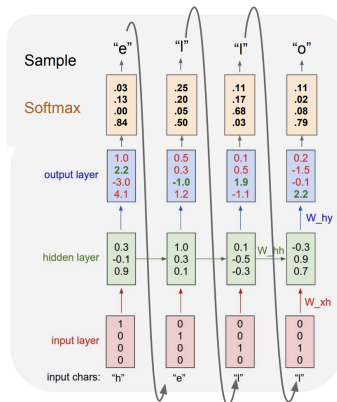 Sample "e" "l" "l" "o"
Softmax
.03 .25 .11 .11
.13 .20 .17 .02
.00 .05 .68 .08
.84 .50 .03 .79
output layer
1.0 0.5 0.1 0.2
2.2 0.3 0.5 -1.5
-3.0 -1.0 1.9 -0.1
4.1 1.2 -1.1 2.2
W_hy
hidden layer
0.3 1.0 0.1 -0.3
-0.1 0.3 -0.5 0.9
0.9 0.1 -0.3 0.7
W_hh
W_xh
input layer
1 0 0 0
0 1 0 0
0 0 1 1
0 0 0 0
input chars: "h" "e" "l" "l"